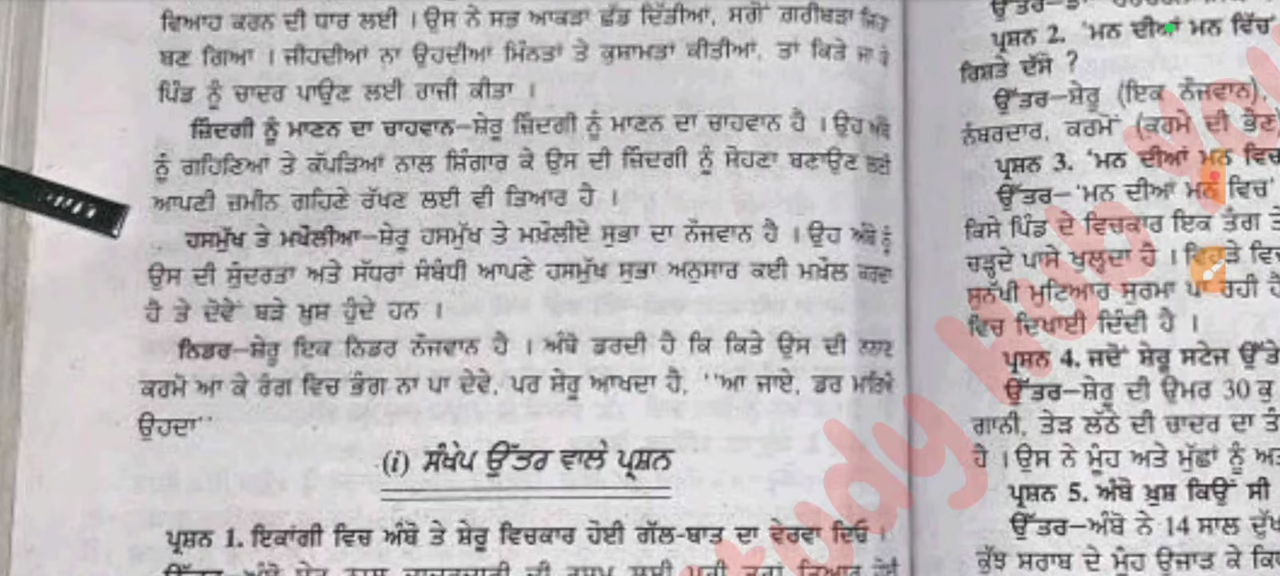 ਵਿਆਹ ਕਰਨ ਦੀ ਧਾਰ ਲਈ । ਉਸ ਨੇ ਸਭ ਆਕੜਾਂ ਛੱਡ ਦਿੱਤੀਆਂ, ਸਗੋਂ ਗਰੀਬੜਾ ਜਿਹਾ
ਬਣ ਗਿਆ । ਜੀਹਦੀਆਂ ਨਾ ਉਹਦੀਆਂ ਮਿੰਨਤਾਂ ਤੇ ਖੁਸ਼ਾਮਤਾਂ ਕੀਤੀਆਂ, ਤਾਂ ਕਿਤੇ ਜਾ ਕੇ
ਪਿੰਡ ਨੂੰ ਚਾਦਰ ਪਾਉਣ ਲਈ ਰਾਜ਼ੀ ਕੀਤਾ ।
ਜ਼ਿੰਦਗੀ ਨੂੰ ਮਾਣਨ ਦਾ ਚਾਹਵਾਨ–ਸ਼ੇਰੂ ਜ਼ਿੰਦਗੀ ਨੂੰ ਮਾਣਨ ਦਾ ਚਾਹਵਾਨ ਹੈ । ਉਹ ਅੰਬੋ
ਨੂੰ ਗਹਿਣਿਆਂ ਤੇ ਕੱਪੜਿਆਂ ਨਾਲ ਸ਼ਿੰਗਾਰ ਕੇ ਉਸ ਦੀ ਜ਼ਿੰਦਗੀ ਨੂੰ ਸੋਹਣਾ ਬਣਾਉਣ ਲਈ
ਆਪਣੀ ਜ਼ਮੀਨ ਗਹਿਣੇ ਰੱਖਣ ਲਈ ਵੀ ਤਿਆਰ ਹੈ ।
ਹਸਮੁੱਖ ਤੇ ਮਖੌਲੀਆ–ਸ਼ੇਰੂ ਹਸਮੁੱਖ ਤੇ ਮਖੌਲੀਏ ਸੁਭਾ ਦਾ ਨੌਜਵਾਨ ਹੈ । ਉਹ ਅੰਬੋ ਨੂੰ
ਉਸ ਦੀ ਸੁੰਦਰਤਾ ਅਤੇ ਸੱਧਰਾਂ ਸੰਬੰਧੀ ਆਪਣੇ ਹਸਮੁੱਖ ਸੁਭਾ ਅਨੁਸਾਰ ਕਈ ਮਖੌਲ ਕਰਦਾ
ਹੈ ਤੇ ਦੋਵੇਂ ਬੜੇ ਖ਼ੁਸ਼ ਹੁੰਦੇ ਹਨ ।
ਨਿਡਰ–ਸ਼ੇਰੂ ਇਕ ਨਿਡਰ ਨੌਜਵਾਨ ਹੈ । ਅੰਬੋ ਡਰਦੀ ਹੈ ਕਿ ਕਿਤੇ ਉਸ ਦੀ ਨਨਾਣ
ਕਰਮੋ ਆ ਕੇ ਰੰਗ ਵਿਚ ਭੰਗ ਨਾ ਪਾ ਦੇਵੇ, ਪਰ ਸ਼ੇਰੂ ਆਖਦਾ ਹੈ, ''ਆ ਜਾਏ, ਡਰ ਮਾਰਿਐ
ਉਹਦਾ''
(i) ਸੰਖੇਪ ਉੱਤਰ ਵਾਲੇ ਪ੍ਰਸ਼ਨ
ਪ੍ਰਸ਼ਨ 1. ਇਕਾਂਗੀ ਵਿਚ ਅੰਬੋ ਤੇ ਸ਼ੇਰੂ ਵਿਚਕਾਰ ਹੋਈ ਗੱਲ-ਬਾਤ ਦਾ ਵੇਰਵਾ ਦਿਓ ।
ਪ੍ਰਸ਼ਨ 2. 'ਮਨ ਦੀਆਂ ਮਨ ਵਿੱਚ'
ਰਿਸ਼ਤੇ ਦੱਸੋ ?
ਉੱਤਰ–ਸ਼ੇਰੂ (ਇਕ ਨੌਜਵਾਨ),
ਨੰਬਰਦਾਰ, ਕਰਮੋਂ (ਕਰਮੋ ਦੀ ਭੈਣ
ਪ੍ਰਸ਼ਨ 3. 'ਮਨ ਦੀਆਂ ਮਨ ਵਿਚ
ਉੱਤਰ–'ਮਨ ਦੀਆਂ ਮਨ ਵਿਚ'
ਕਿਸੇ ਪਿੰਡ ਦੇ ਵਿਚਕਾਰ ਇਕ ਤੰਗ
ਚੜ੍ਹਦੇ ਪਾਸੇ ਖੁਲ੍ਹਦਾ ਹੈ । ਵਿਹੜੇ ਵਿਚ
ਸੁਨੱਖੀ ਮੁਟਿਆਰ ਸੁਰਮਾ ਪਾ ਰਹੀ ਹੈ
ਵਿਚ ਦਿਖਾਈ ਦਿੰਦੀ ਹੈ ।
ਪ੍ਰਸ਼ਨ 4. ਜਦੋਂ ਸ਼ੇਰੂ ਸਟੇਜ ਉੱਤੇ
ਉੱਤਰ–ਸ਼ੇਰੂ ਦੀ ਉਮਰ 30 ਕੁ
ਗਾਨੀ, ਤੇੜ ਲੱਠੇ ਦੀ ਚਾਦਰ ਦਾ
ਹੈ । ਉਸ ਨੇ ਮੂੰਹ ਅਤੇ ਮੁੱਛਾਂ ਨੂੰ
ਪ੍ਰਸ਼ਨ 5. ਅੰਬੋ ਖ਼ੁਸ਼ ਕਿਉਂ ਸੀ
ਉੱਤਰ–ਅੰਬੋ ਨੇ 14 ਸਾਲ ਦੁੱਖ
ਕੁੱਝ ਸਰਾਬ ਦੇ ਮੂੰਹ ਉਜਾੜ ਕੇ
study hub